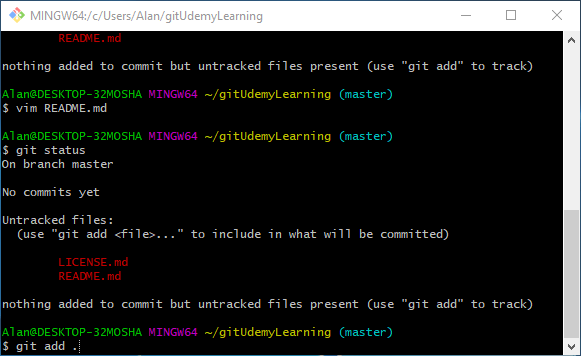 MINGW64:/c/Users/Alan/gitUdemyLearning
README.md
nothing added to commit but untracked files present (use "git add" to track)
Alan@DESKTOP-32MOSHA MINGW64 ~/gitUdemyLearning (master)
$ vim README.md
Alan@DESKTOP-32MOSHA MINGW64 ~/gitUdemyLearning (master)
$ git status
On branch master
No commits yet
Untracked files:
(use "git add <file>..." to include in what will be committed)
LICENSE.md
README.md
nothing added to commit but untracked files present (use "git add" to track)
Alan@DESKTOP-32MOSHA MINGW64 ~/gitUdemyLearning (master)
$ git add .